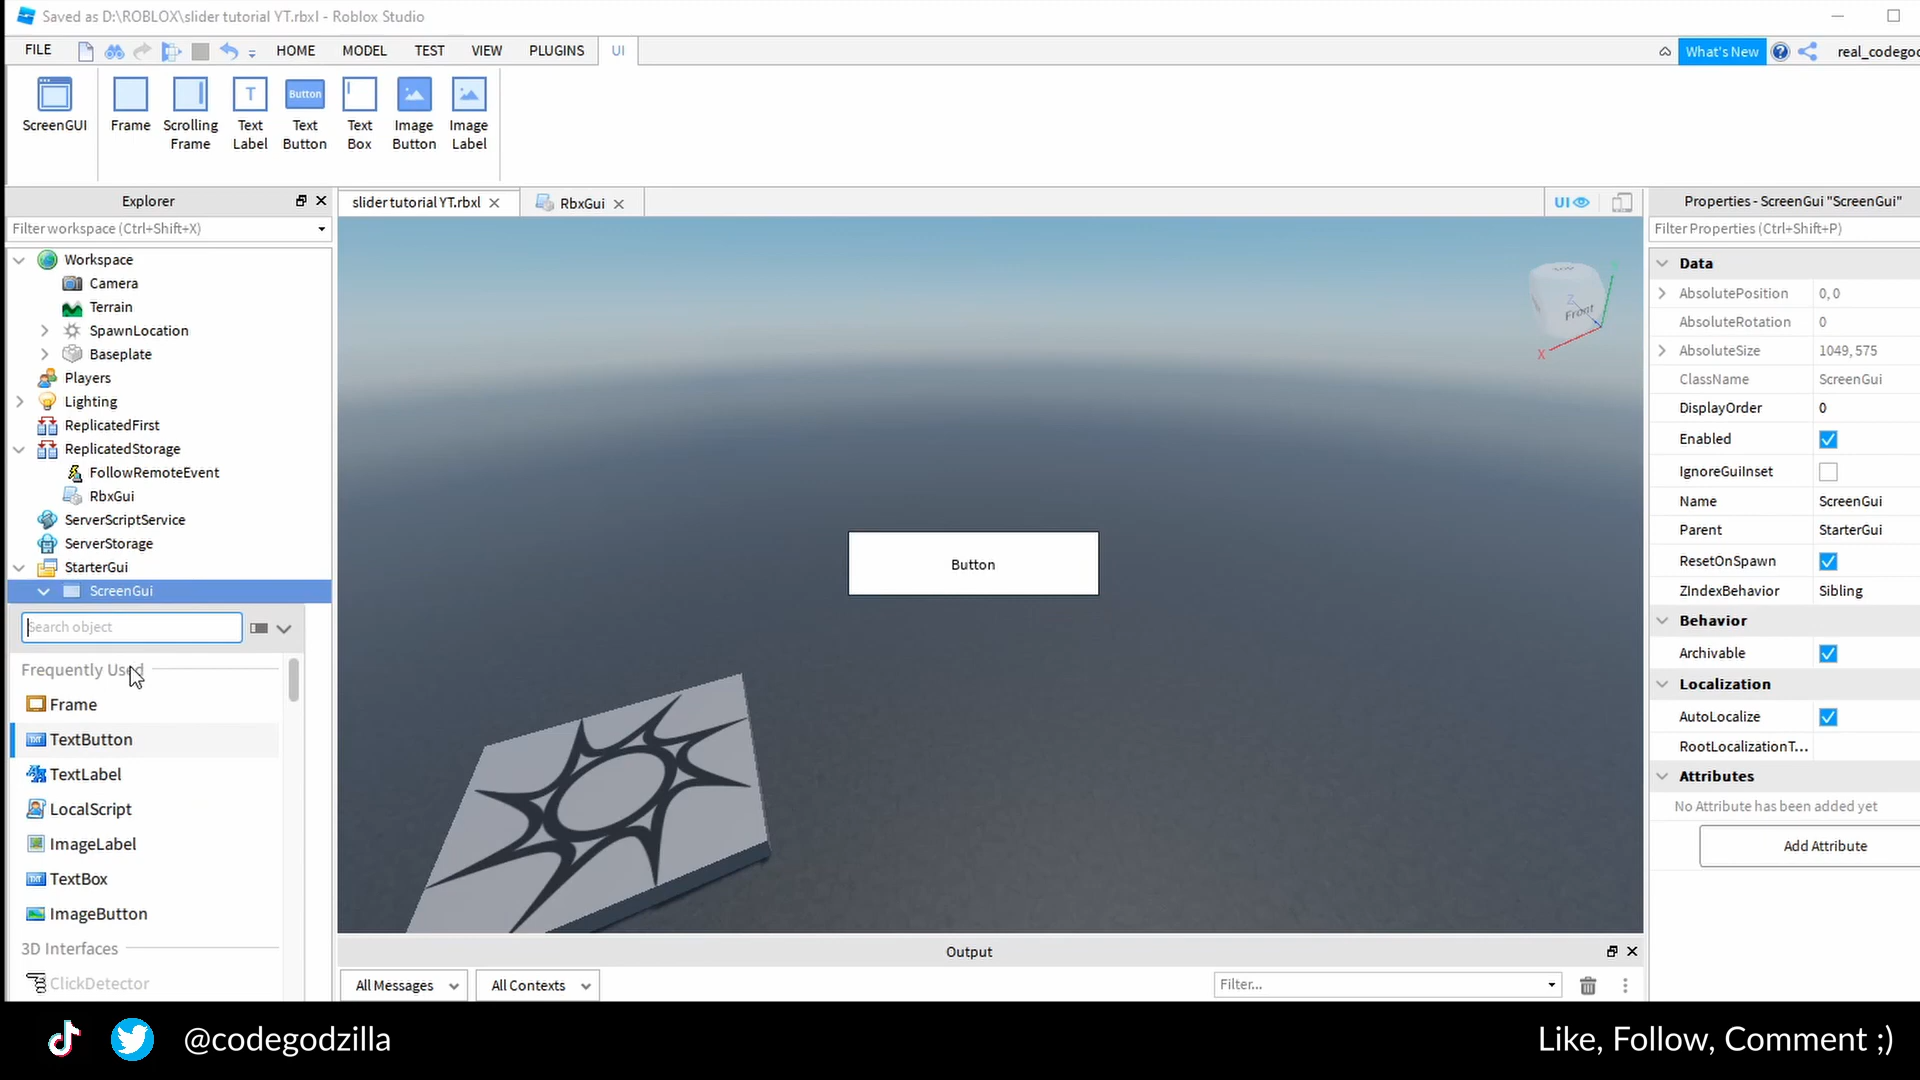 Saved as D:\ROBLOX\slider tutorial YT.rbxl - Roblox Studio
FILE HOME MODEL TEST VIEW PLUGINS UI What's New real_codegod
ScreenGUI
Frame
Scrolling
Frame
Text
Label
Button
Text
Button
Text
Box
Image
Button
Image
Label
Explorer
Filter workspace (Ctrl+Shift+X)
Workspace
Camera
Terrain
SpawnLocation
Baseplate
Players
Lighting
ReplicatedFirst
ReplicatedStorage
FollowRemoteEvent
RbxGui
ServerScriptService
ServerStorage
StarterGui
ScreenGui
Search object
Frequently Used
Frame
TextButton
TextLabel
LocalScript
ImageLabel
TextBox
ImageButton
3D Interfaces
ClickDetector
slider tutorial YT.rbxl RbxGui UI
Front
Z
X
Button
Output
All Messages All Contexts Filter...
Properties - ScreenGui "ScreenGui"
Filter Properties (Ctrl+Shift+P)
Data
AbsolutePosition 0, 0
AbsoluteRotation 0
AbsoluteSize 1049, 575
ClassName ScreenGui
DisplayOrder 0
Enabled
IgnoreGuiInset
Name ScreenGui
Parent StarterGui
ResetOnSpawn
ZIndexBehavior Sibling
Behavior
Archivable
Localization
AutoLocalize
RootLocalizationT...
Attributes
No Attribute has been added yet
Add Attribute
@codegodzilla
Like, Follow, Comment ;)